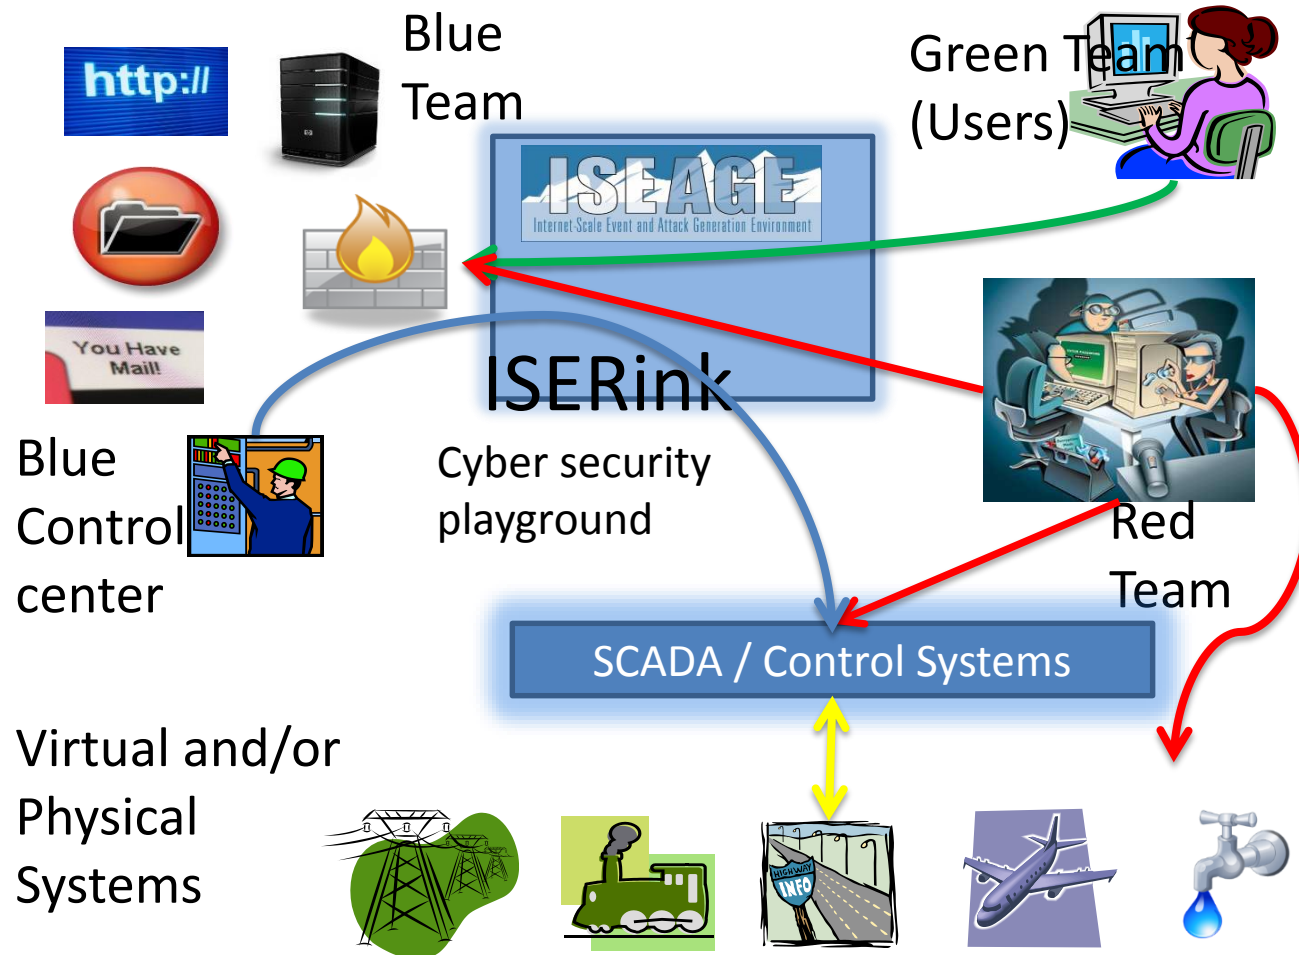 http://
Blue
Team
Green Team
(Users)
ISEAGE
Internet-Scale Event and Attack Generation Environment
You Have
Mail!
ISERink
Cyber security
playground
Blue
Control
center
Red
Team
SCADA / Control Systems
Virtual and/or
Physical
Systems
HIGHWAY
INFO